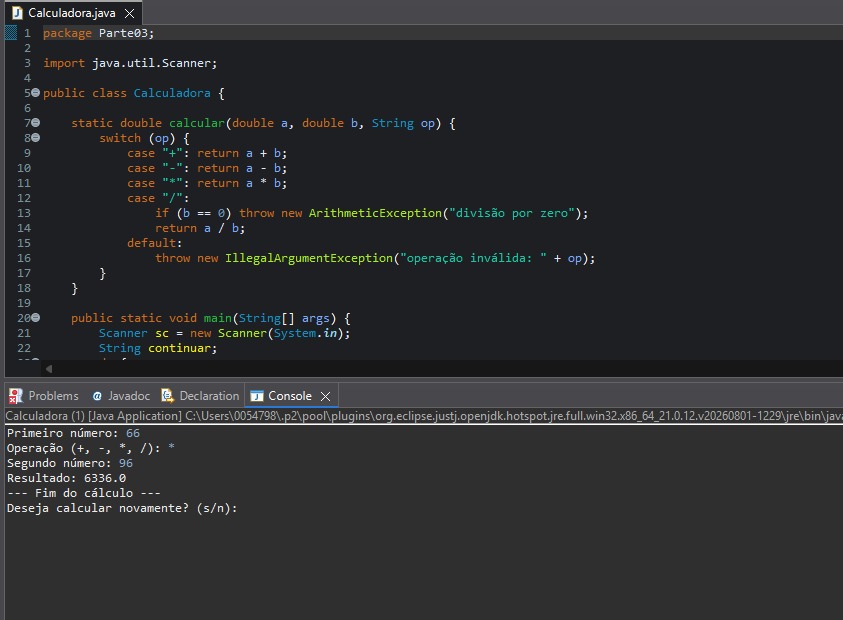 Calculadora.java
1 package Parte03;
2
3 import java.util.Scanner;
4
5 public class Calculadora {
6
7 static double calcular(double a, double b, String op) {
8 switch (op) {
9 case "+": return a + b;
10 case "-": return a - b;
11 case "*": return a * b;
12 case "/":
13 if (b == 0) throw new ArithmeticException("divisão por zero");
14 return a / b;
15 default:
16 throw new IllegalArgumentException("operação inválida: " + op);
17 }
18 }
19
20 public static void main(String[] args) {
21 Scanner sc = new Scanner(System.in);
22 String continuar;
Problems Javadoc Declaration Console
Calculadora (1) [Java Application] C:\Users\0054798\.p2\pool\plugins\org.eclipse.justj.openjdk.hotspot.jre.full.win32.x86_64_21.0.12.v20260801-1229\jre\bin\java
Primeiro número: 66
Operação (+, -, *, /): *
Segundo número: 96
Resultado: 6336.0
--- Fim do cálculo ---
Deseja calcular novamente? (s/n):